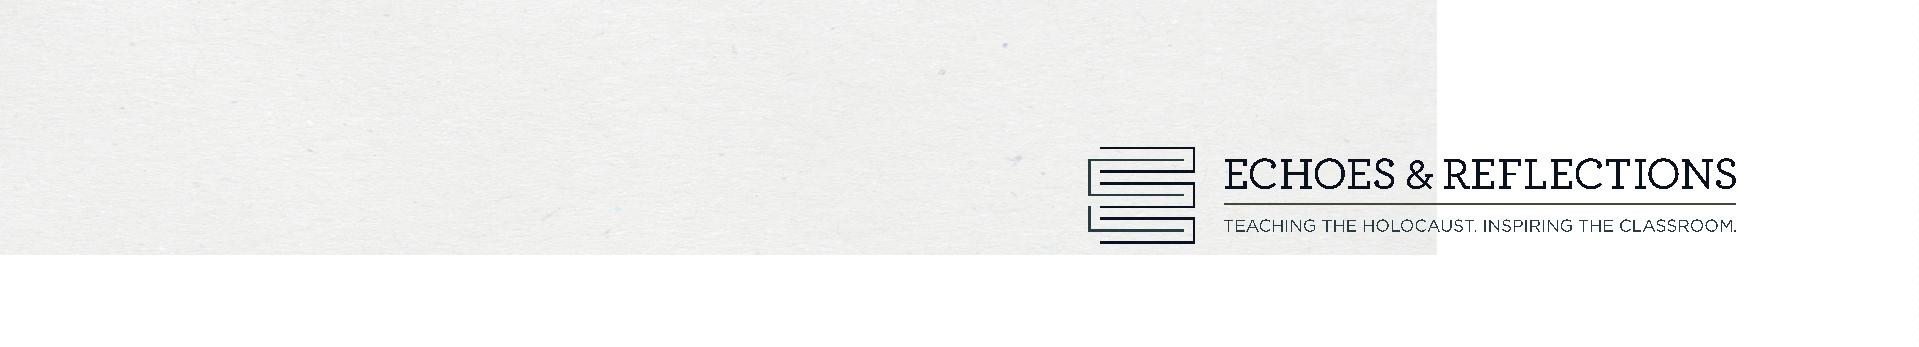 ECHOES & REFLECTIONS
TEACHING THE HOLOCAUST. INSPIRING THE CLASSROOM.